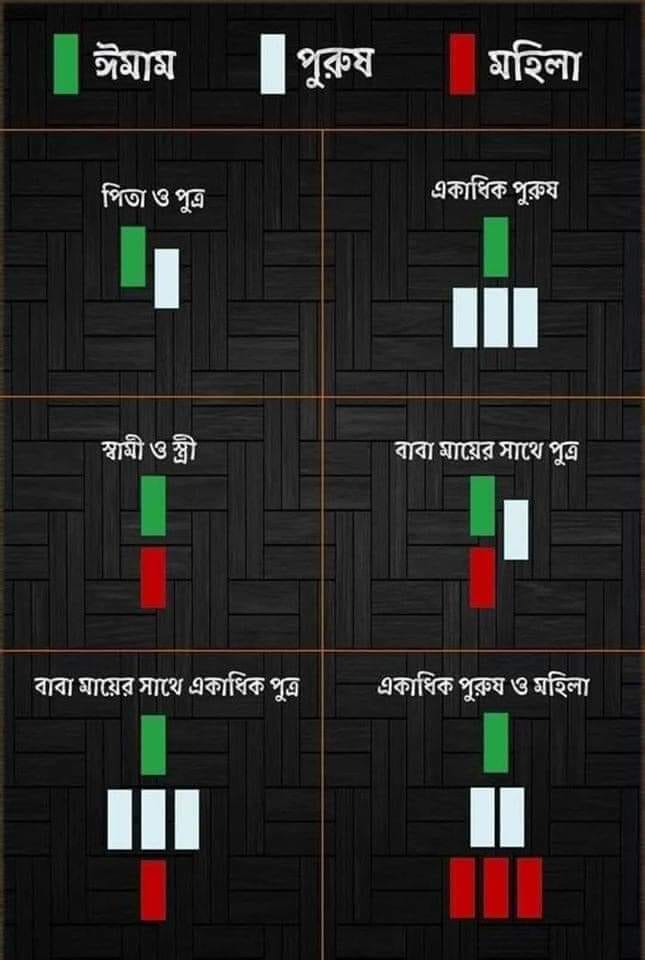 ঈমাম পুরুষ মহিলা
পিতা ও পুত্র
একাধিক পুরুষ
স্বামী ও স্ত্রী
বাবা মায়ের সাথে পুত্র
বাবা মায়ের সাথে একাধিক পুত্র
একাধিক পুরুষ ও মহিলা